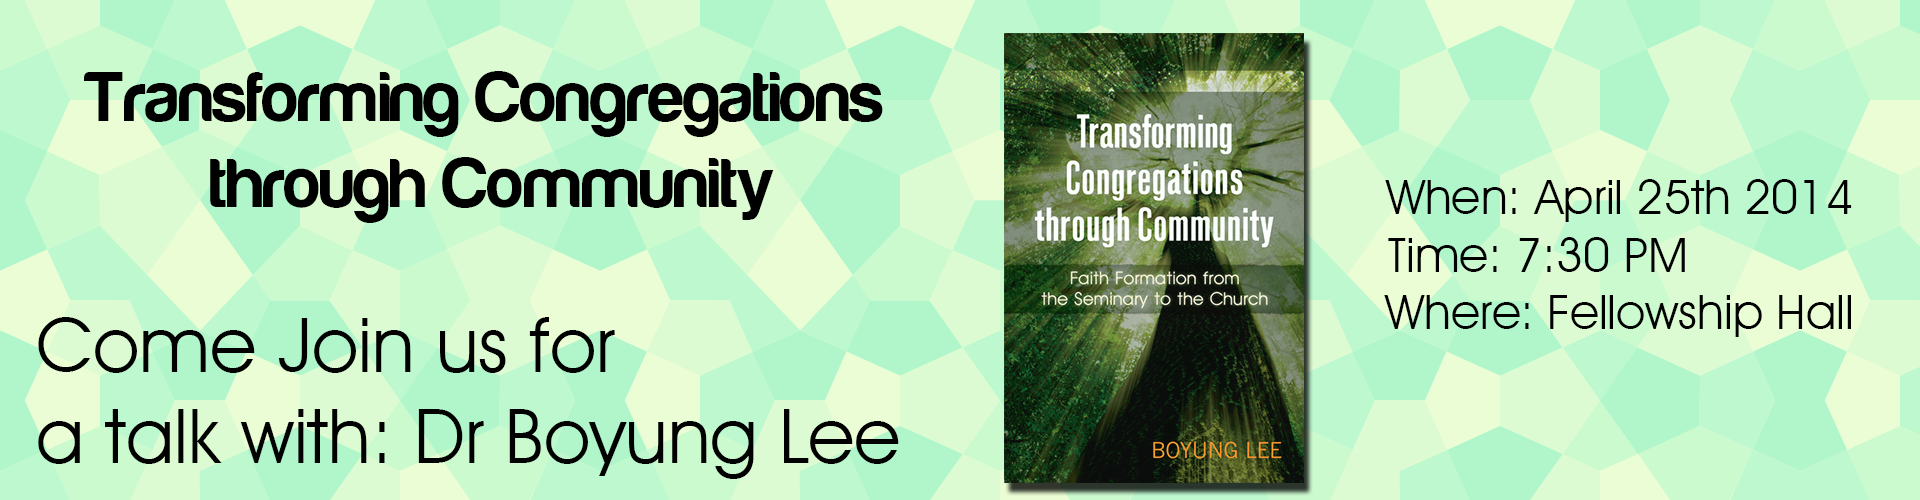 Transforming Congregations
through Community
Come Join us for
a talk with: Dr Boyung Lee
Transforming
Congregations
through Community
Faith Formation from
the Seminary to the Church
BOYUNG LEE
When: April 25th 2014
Time: 7:30 PM
Where: Fellowship Hall